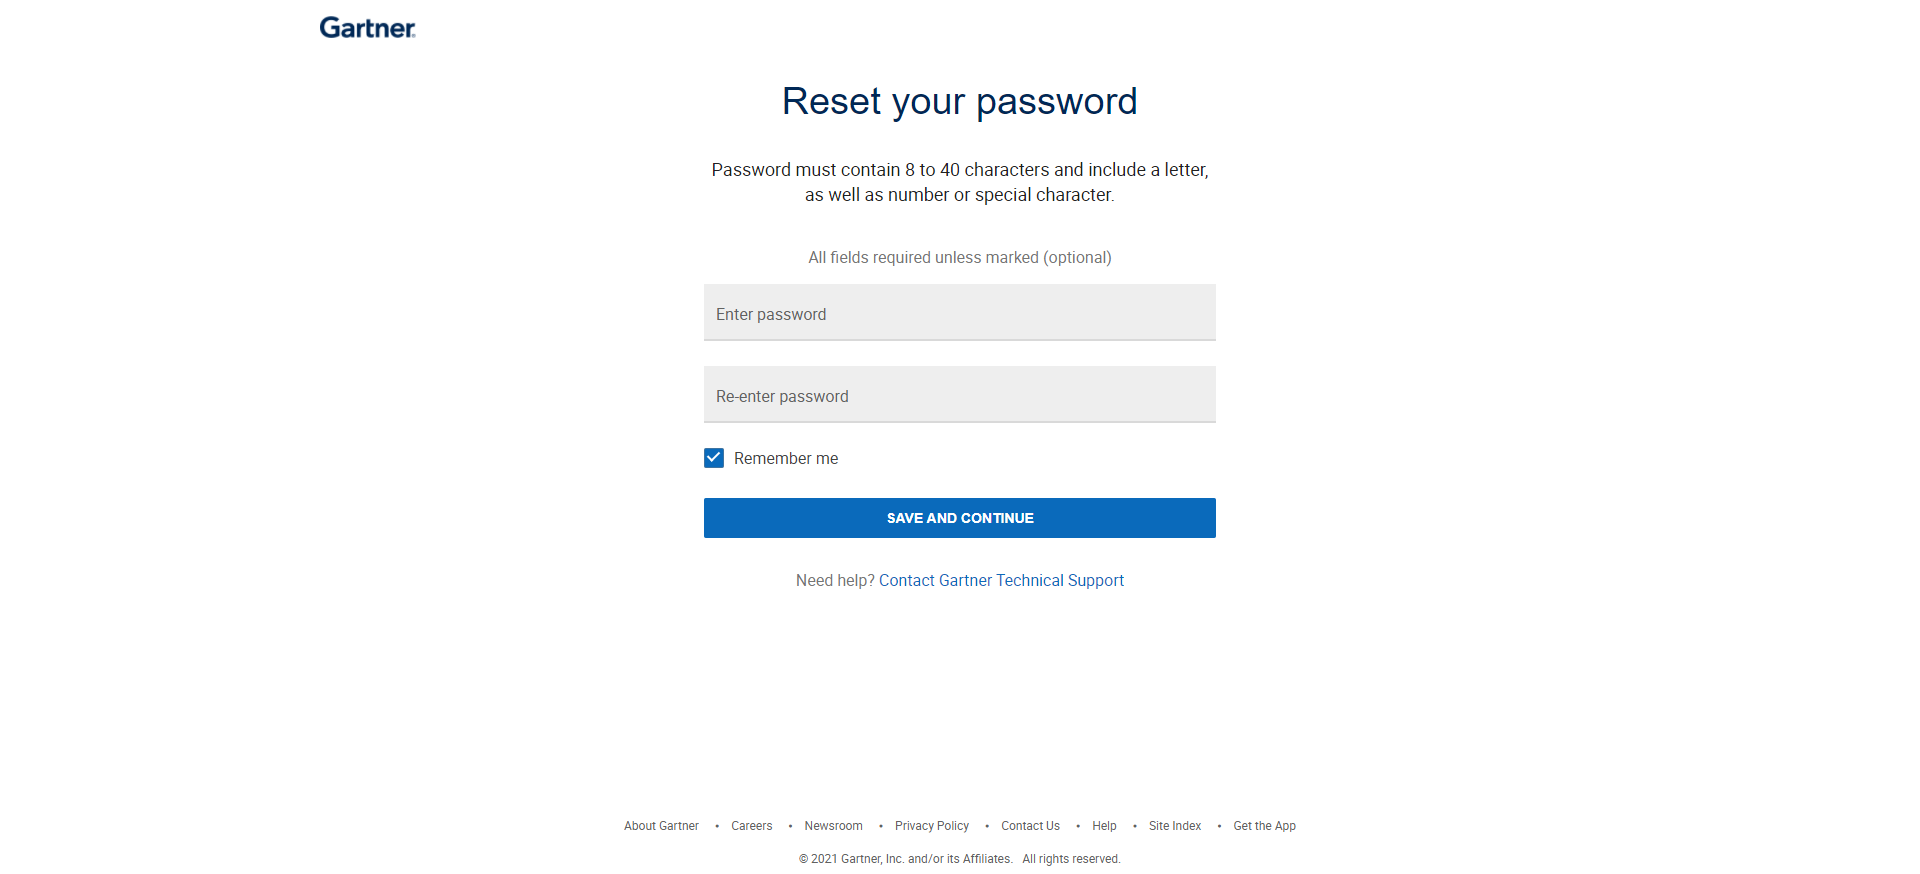 Gartner
Reset your password
Password must contain 8 to 40 characters and include a letter,
as well as number or special character.
All fields required unless marked (optional)
Enter password
Re-enter password
Remember me
SAVE AND CONTINUE
Need help? Contact Gartner Technical Support
About Gartner • Careers • Newsroom • Privacy Policy • Contact Us • Help • Site Index • Get the App
© 2021 Gartner, Inc. and/or its Affiliates. All rights reserved.